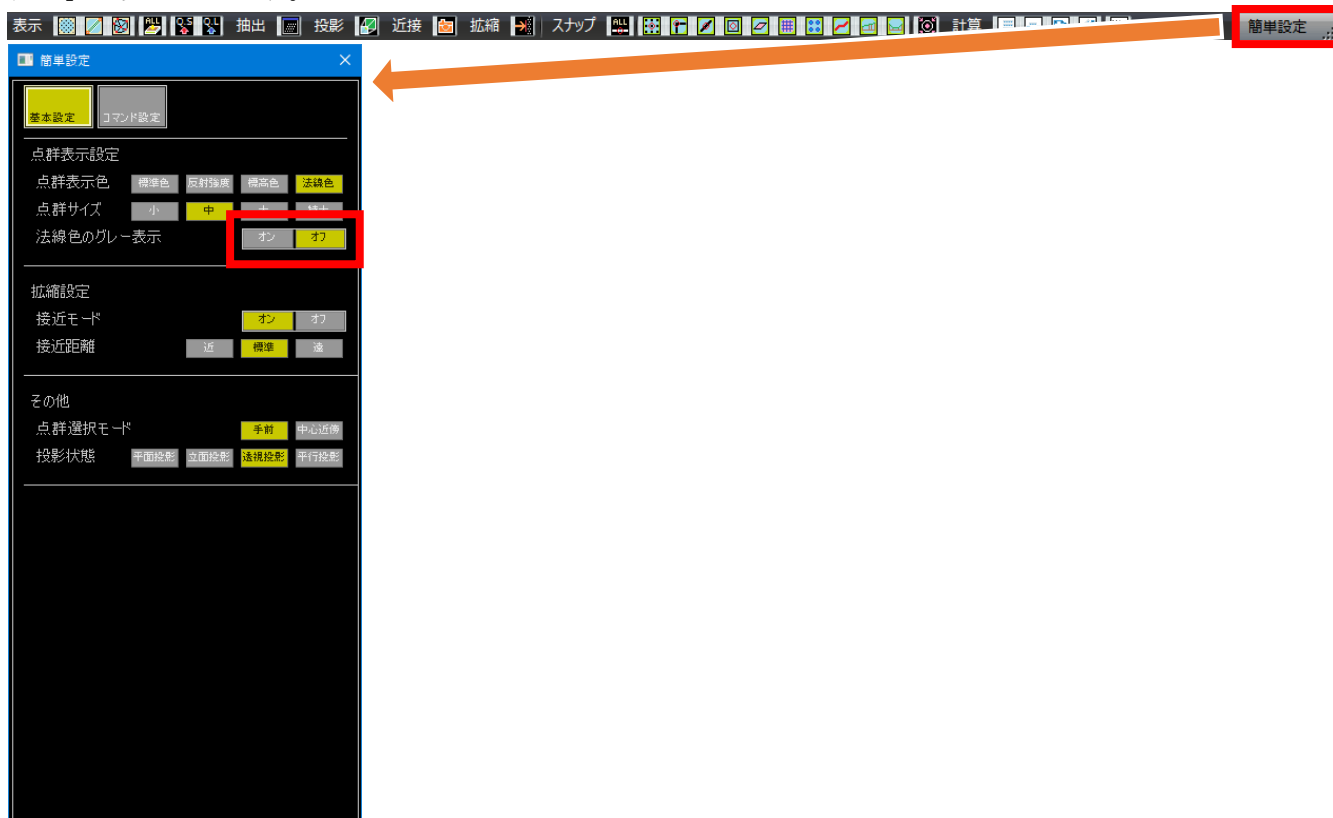 表示 ALL Q.S Q.L 抽出 投影 近接 拡縮 スナップ ALL 計算 簡単設定
簡単設定
基本設定 コマンド設定
点群表示設定
点群表示色 標準色 反射強度 標高色 法線色
点群サイズ 小 中 大 特大
法線色のグレー表示 オン オフ
拡縮設定
接近モード オン オフ
接近距離 近 標準 遠
その他
点群選択モード 手前 中心近傍
投影状態 平面投影 立面投影 透視投影 平行投影